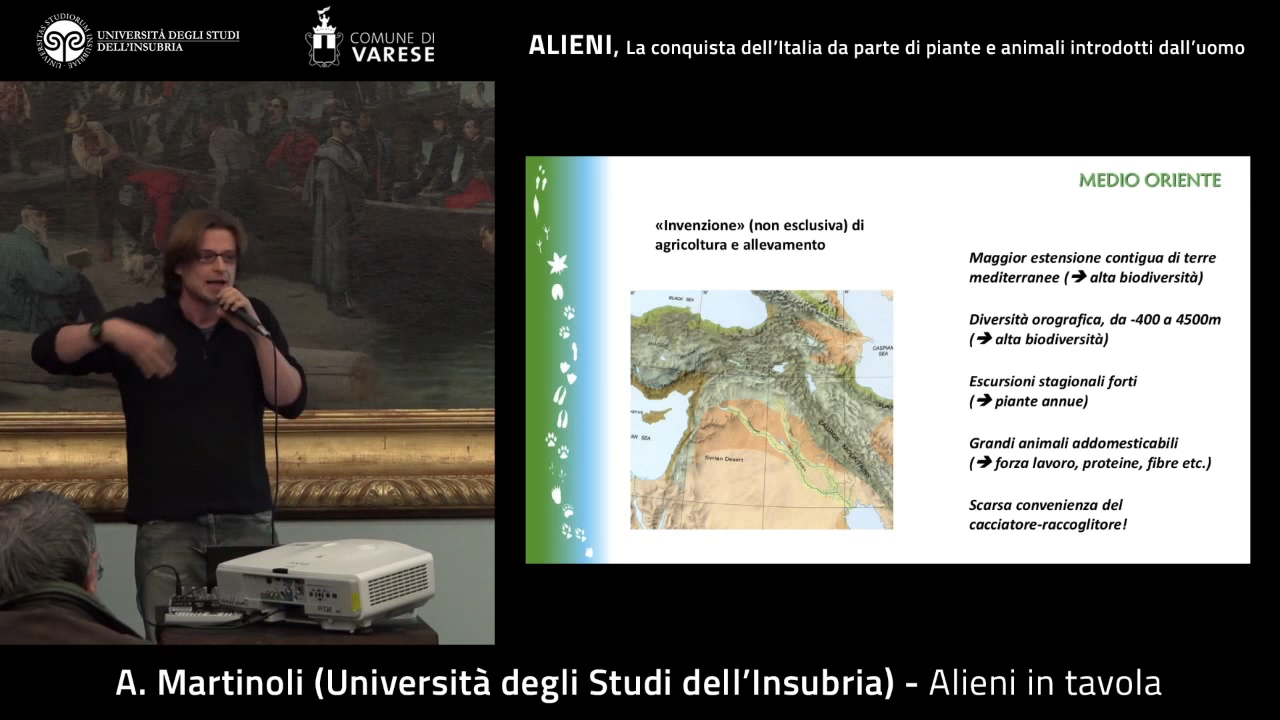 UNIVERSITÀ DEGLI STUDI
DELL'INSUBRIA
COMUNE DI
VARESE
ALIENI, La conquista dell'Italia da parte di piante e animali introdotti dall'uomo
MEDIO ORIENTE
«Invenzione» (non esclusiva) di
agricoltura e allevamento
Maggior estensione contigua di terre
mediterranee (➔ alta biodiversità)
Diversità orografica, da -400 a 4500m
(➔ alta biodiversità)
Escursioni stagionali forti
(➔ piante annue)
Grandi animali addomesticabili
(➔ forza lavoro, proteine, fibre etc.)
Scarsa convenienza del
cacciatore-raccoglitore!
BLACK SEA
CASPIAN
SEA
Syrian Desert
A. Martinoli (Università degli Studi dell'Insubria) - Alieni in tavola